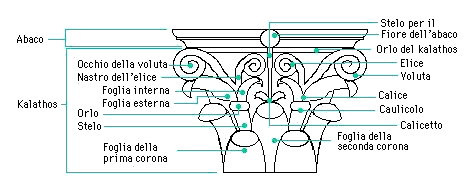 Stelo per il
Fiore dell'abaco
Abaco
Orlo del kalathos
Occhio della voluta
Elice
Nastro dell'elice
Voluta
Foglia interna
Calice
Foglia esterna
Kalathos
Caulicolo
Orlo
Stelo
Calicetto
Foglia della
prima corona
Foglia della
seconda corona